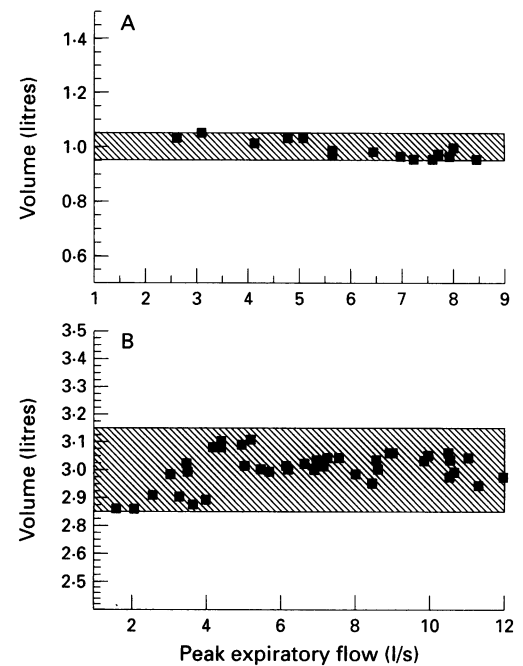 A
1·4
1·2
1·0
0·8
0·6
Volume (litres)
1 2 3 4 5 6 7 8 9
B
3·5
3·4
3·3
3·2
3·1
3·0
2·9
2·8
2·7
2·6
2·5
Volume (litres)
2 4 6 8 10 12
Peak expiratory flow (l/s)